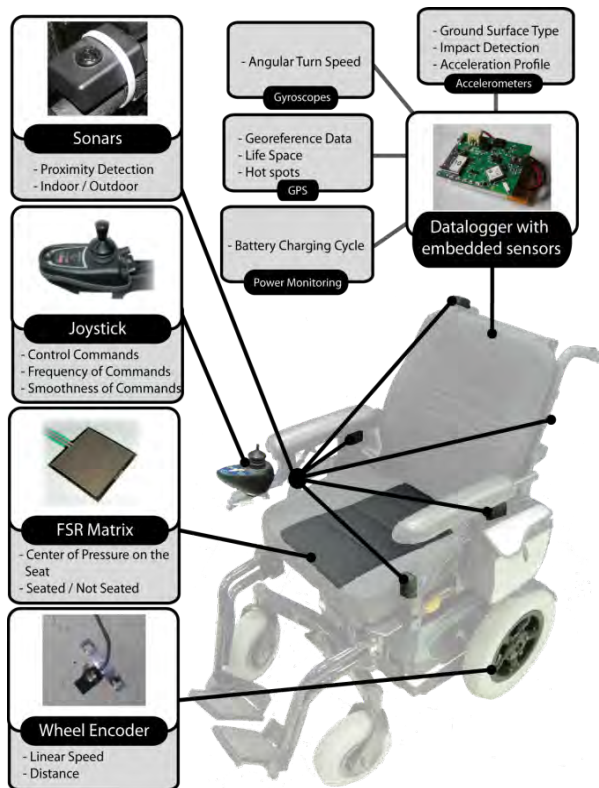 Sonars
- Proximity Detection
- Indoor / Outdoor
Joystick
- Control Commands
- Frequency of Commands
- Smoothness of Commands
FSR Matrix
- Center of Pressure on the
Seat
- Seated / Not Seated
Wheel Encoder
- Linear Speed
- Distance
- Angular Turn Speed
Gyroscopes
- Georeference Data
- Life Space
- Hot spots
GPS
- Battery Charging Cycle
Power Monitoring
- Ground Surface Type
- Impact Detection
- Acceleration Profile
Accelerometers
Datalogger with
embedded sensors